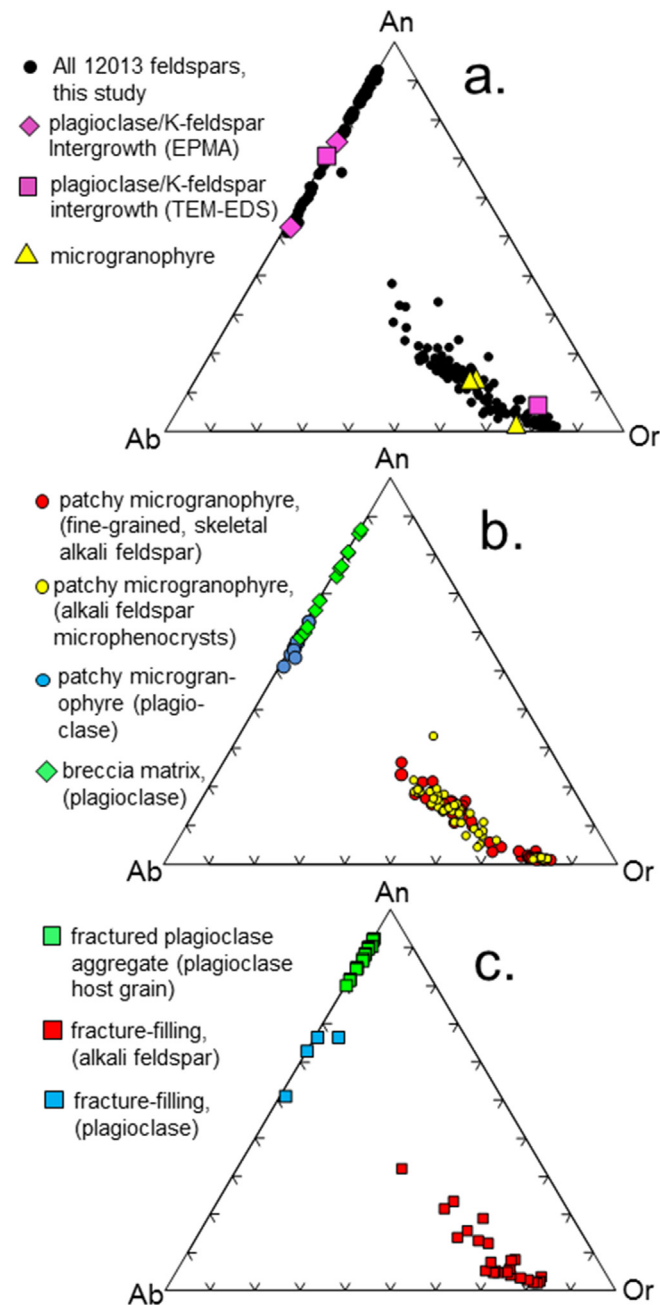 An
a.
All 12013 feldspars,
this study
plagioclase/K-feldspar
Intergrowth (EPMA)
plagioclase/K-feldspar
intergrowth (TEM-EDS)
microgranophyre
Ab
Or
An
b.
patchy microgranophyre,
(fine-grained, skeletal
alkali feldspar)
patchy microgranophyre,
(alkali feldspar
microphenocrysts)
patchy microgran-
ophyre (plagio-
clase)
breccia matrix,
(plagioclase)
Ab
Or
An
c.
fractured plagioclase
aggregate (plagioclase
host grain)
fracture-filling,
(alkali feldspar)
fracture-filling,
(plagioclase)
Ab
Or